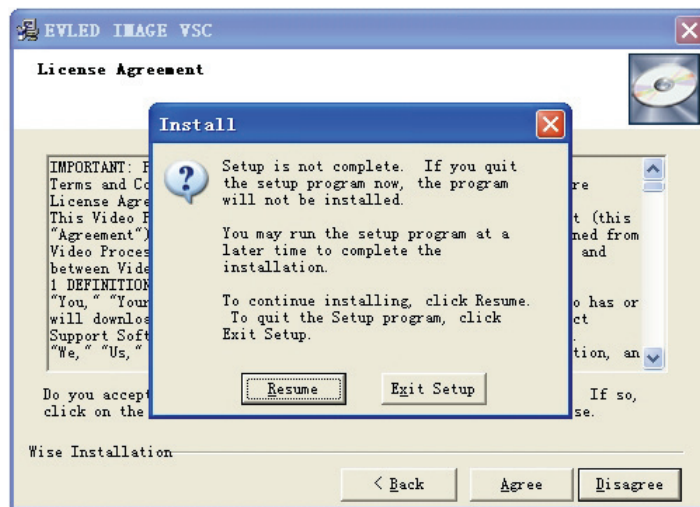 EVLED IMAGE VSC
License Agreement
Install
Setup is not complete. If you quit
the setup program now, the program
will not be installed.
You may run the setup program at a
later time to complete the
installation.
To continue installing, click Resume.
To quit the Setup program, click
Exit Setup.
Resume
Exit Setup
IMPORTANT:
Terms and re
License Agre
This Video t (this
"Agreement") ned from
Video Proces and
between Vide
1 DEFINITION
"You," "Your o has or
will downloa ct
Support Soft
"We," "Us," tion, an
Do you accept If so,
click on the se.
Wise Installation
< Back
Agree
Disagree